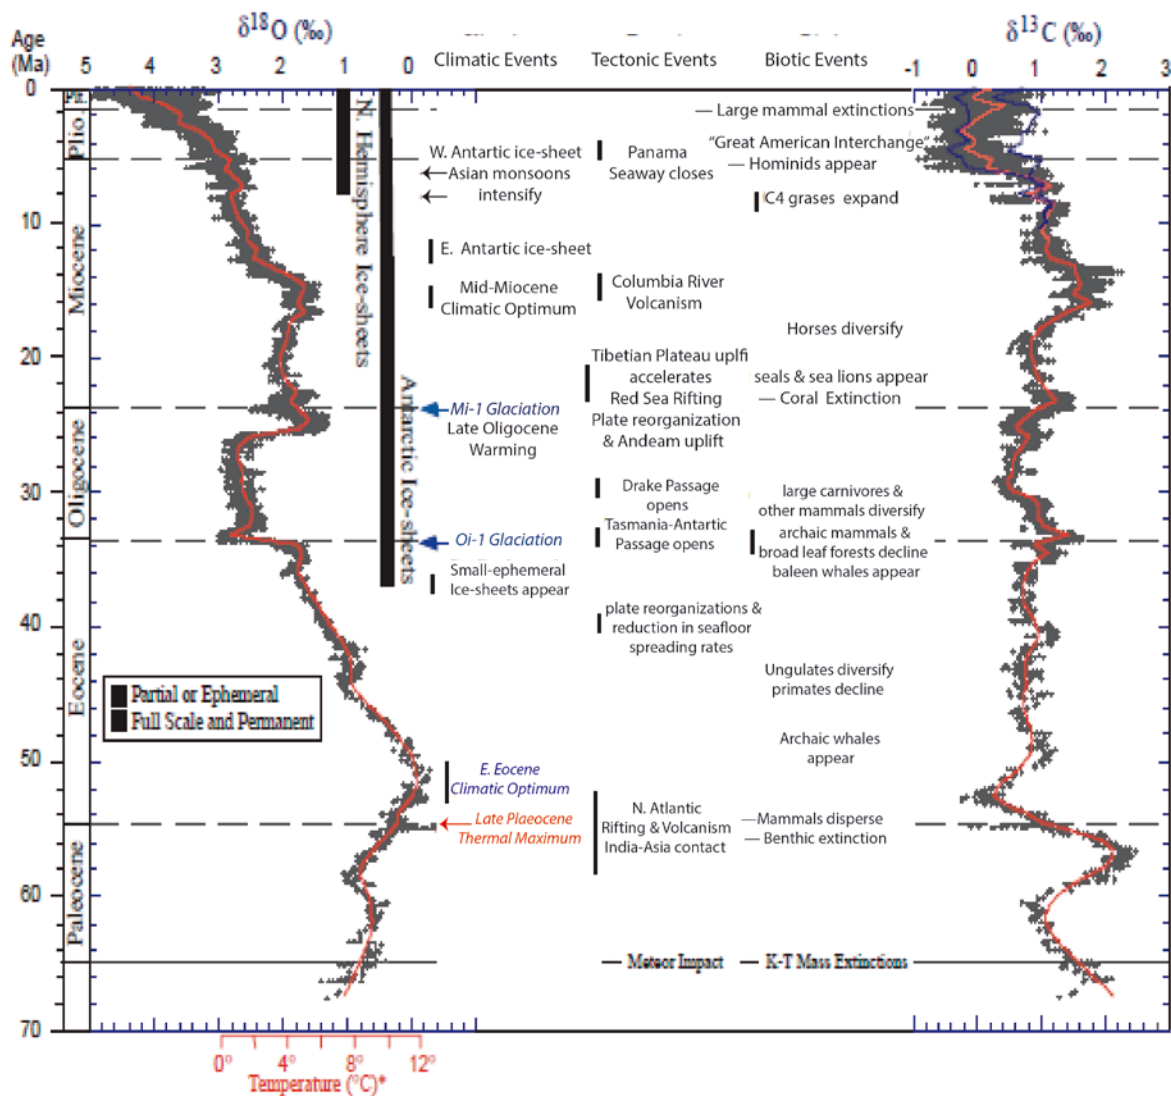 δ18O (‰)
δ13C (‰)
Age
(Ma)
Climatic Events
Tectonic Events
Biotic Events
5 4 3 2 1 0
-1 0 1 2 3
0
10
20
30
40
50
60
70
Plt.
Plio.
Miocene
Oligocene
Eocene
Paleocene
N. Hemisphere Ice-sheets
Antarctic Ice-sheets
W. Antartic ice-sheet
Asian monsoons
intensify
E. Antartic ice-sheet
Mid-Miocene
Climatic Optimum
Mi-1 Glaciation
Late Oligocene
Warming
Oi-1 Glaciation
Small-ephemeral
Ice-sheets appear
E. Eocene
Climatic Optimum
Late Plaeocene
Thermal Maximum
Panama
Seaway closes
Columbia River
Volcanism
Tibetian Plateau uplfi
accelerates
Red Sea Rifting
Plate reorganization
& Andeam uplift
Drake Passage
opens
Tasmania-Antartic
Passage opens
plate reorganizations &
reduction in seafloor
spreading rates
N. Atlantic
Rifting & Volcanism
India-Asia contact
Meteor Impact
— Large mammal extinctions
"Great American Interchange"
— Hominids appear
C4 grases expand
Horses diversify
seals & sea lions appear
— Coral Extinction
large carnivores &
other mammals diversify
archaic mammals &
broad leaf forests decline
baleen whales appear
Ungulates diversify
primates decline
Archaic whales
appear
—Mammals disperse
— Benthic extinction
K-T Mass Extinctions
Partial or Ephemeral
Full Scale and Permanent
0° 4° 8° 12°
Temperature (°C)*